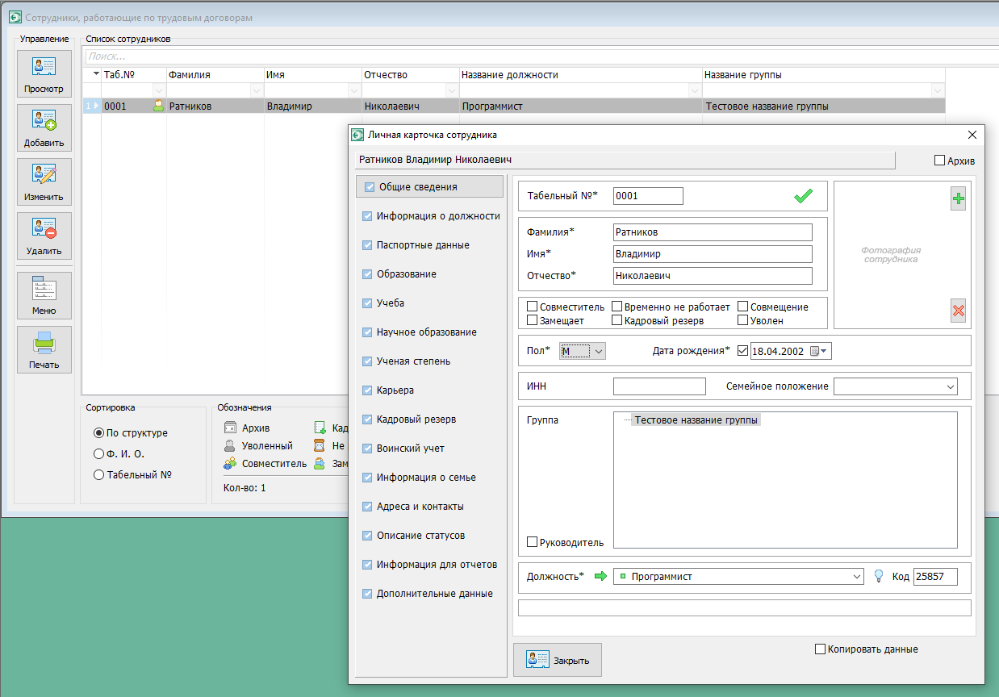 Сотрудники, работающие по трудовым договорам
Управление
Список сотрудников
Поиск...
Просмотр
Добавить
Изменить
Удалить
Меню
Печать
Таб.№ Фамилия Имя Отчество Название должности Название группы
1 0001 Ратников Владимир Николаевич Программист Тестовое название группы
Сортировка
По структуре
Ф. И. О.
Табельный №
Обозначения
Архив Кад
Уволенный Не
Совместитель Зам
Кол-во: 1
Личная карточка сотрудника
Ратников Владимир Николаевич
Архив
Общие сведения
Информация о должности
Паспортные данные
Образование
Учеба
Научное образование
Ученая степень
Карьера
Кадровый резерв
Воинский учет
Информация о семье
Адреса и контакты
Описание статусов
Информация для отчетов
Дополнительные данные
Табельный №* 0001
Фамилия* Ратников
Имя* Владимир
Отчество* Николаевич
Фотография
сотрудника
Совместитель Временно не работает Совмещение
Замещает Кадровый резерв Уволен
Пол* М Дата рождения* 18.04.2002
ИНН Семейное положение
Группа Тестовое название группы
Руководитель
Должность* Программист Код 25857
Закрыть
Копировать данные